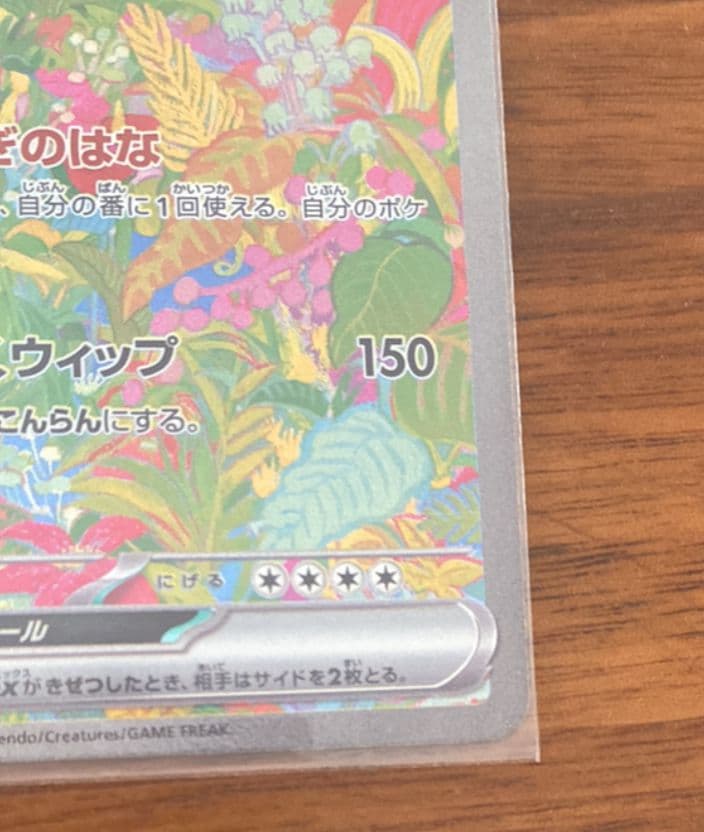 ぎのはな
、自分の番に1回使える。自分のポケ
くウィップ 150
こんらんにする。
にげる
ール
Xがきぜつしたとき、相手はサイドを2枚とる。
endo/Creatures/GAME FREAK